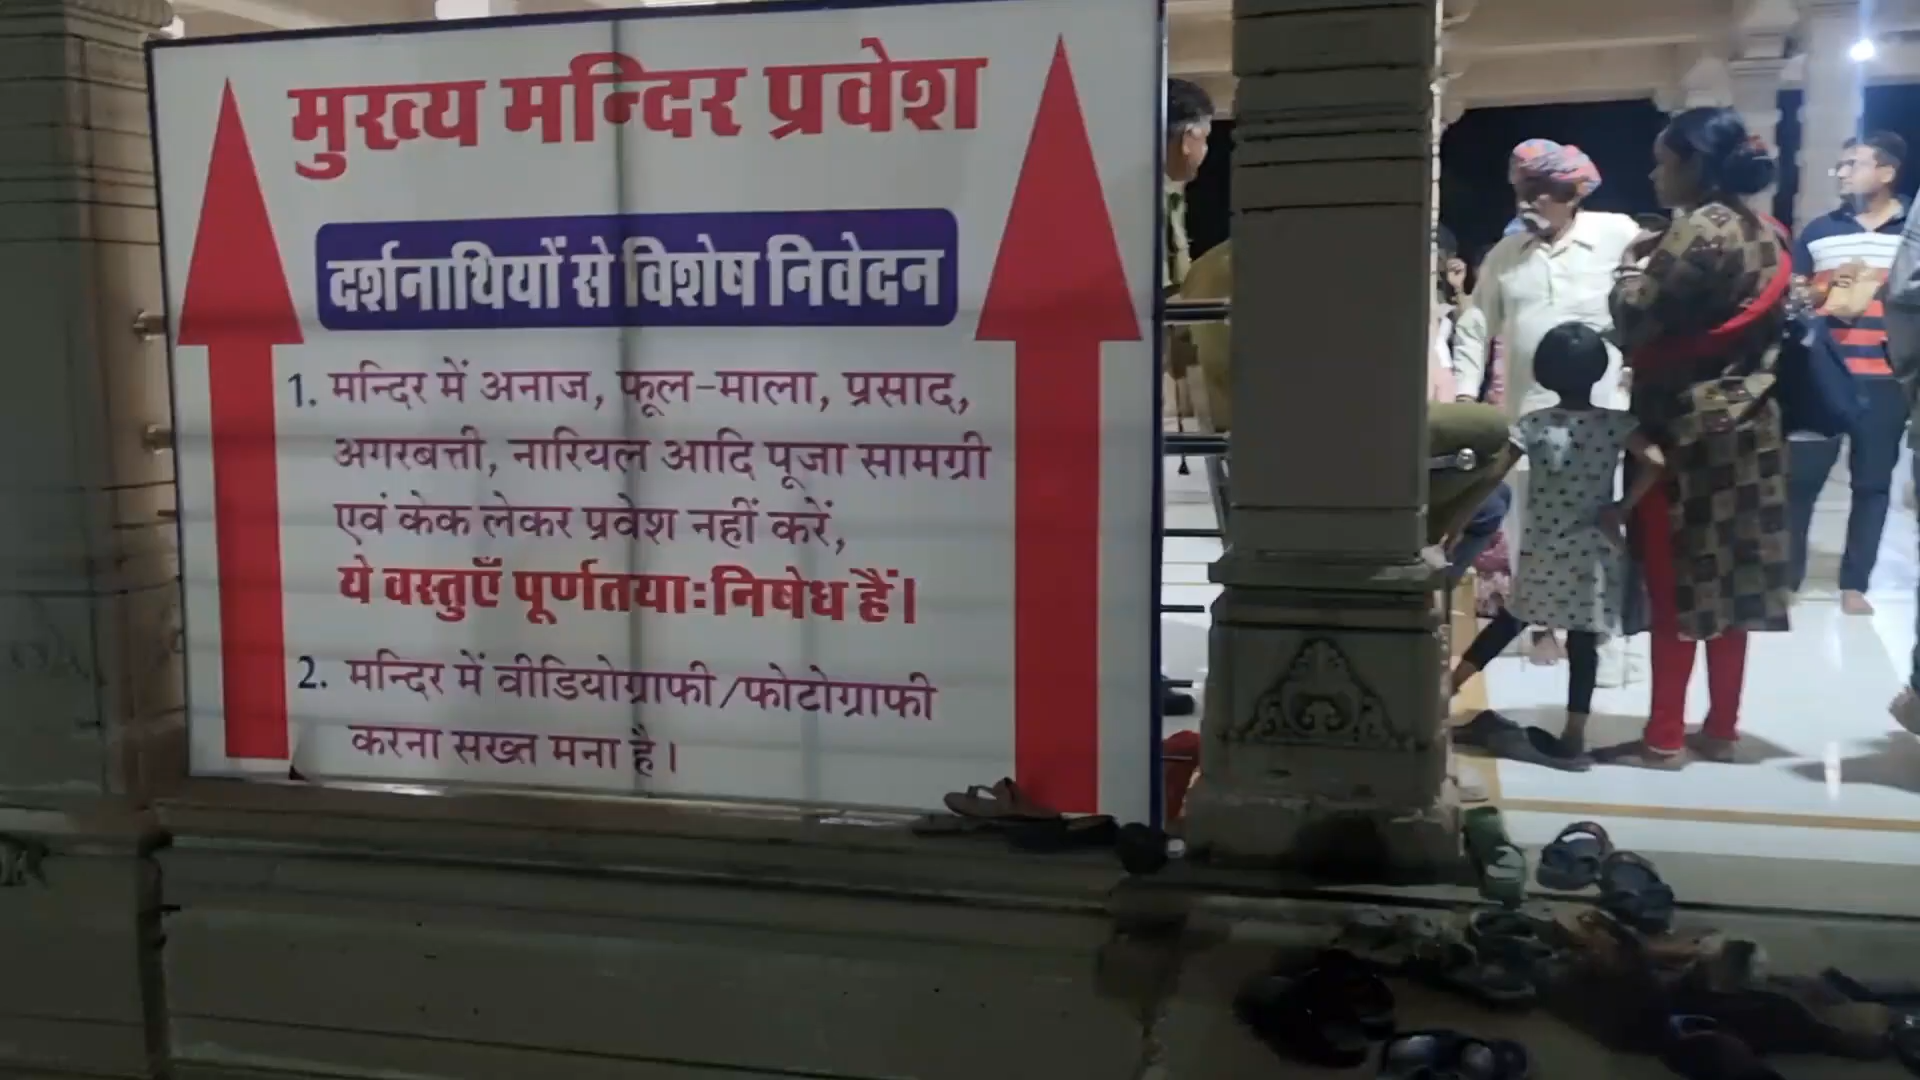 मुख्य मन्दिर प्रवेश
दर्शनाथियों से विशेष निवेदन
1. मन्दिर में अनाज, फूल-माला, प्रसाद,
अगरबत्ती, नारियल आदि पूजा सामग्री
एवं केक लेकर प्रवेश नहीं करें,
ये वस्तुएँ पूर्णतयाः निषेध हैं।
2. मन्दिर में वीडियोग्राफी/फोटोग्राफी
करना सख्त मना है।